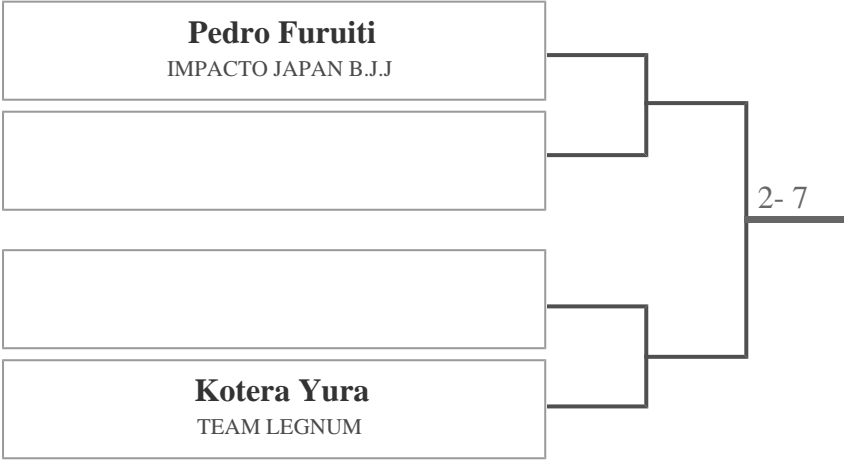 Pedro Furuiti
IMPACTO JAPAN B.J.J
2- 7
Kotera Yura
TEAM LEGNUM